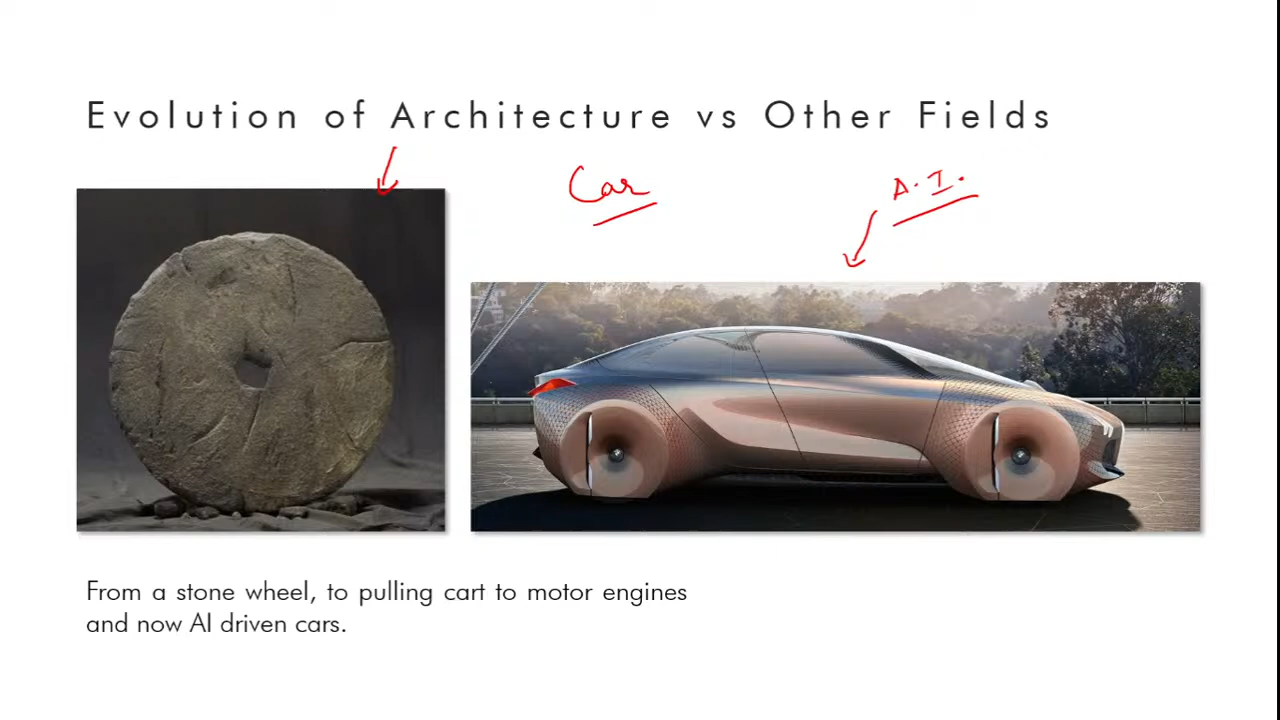 Evolution of Architecture vs Other Fields
Car
A.I.
From a stone wheel, to pulling cart to motor engines
and now AI driven cars.